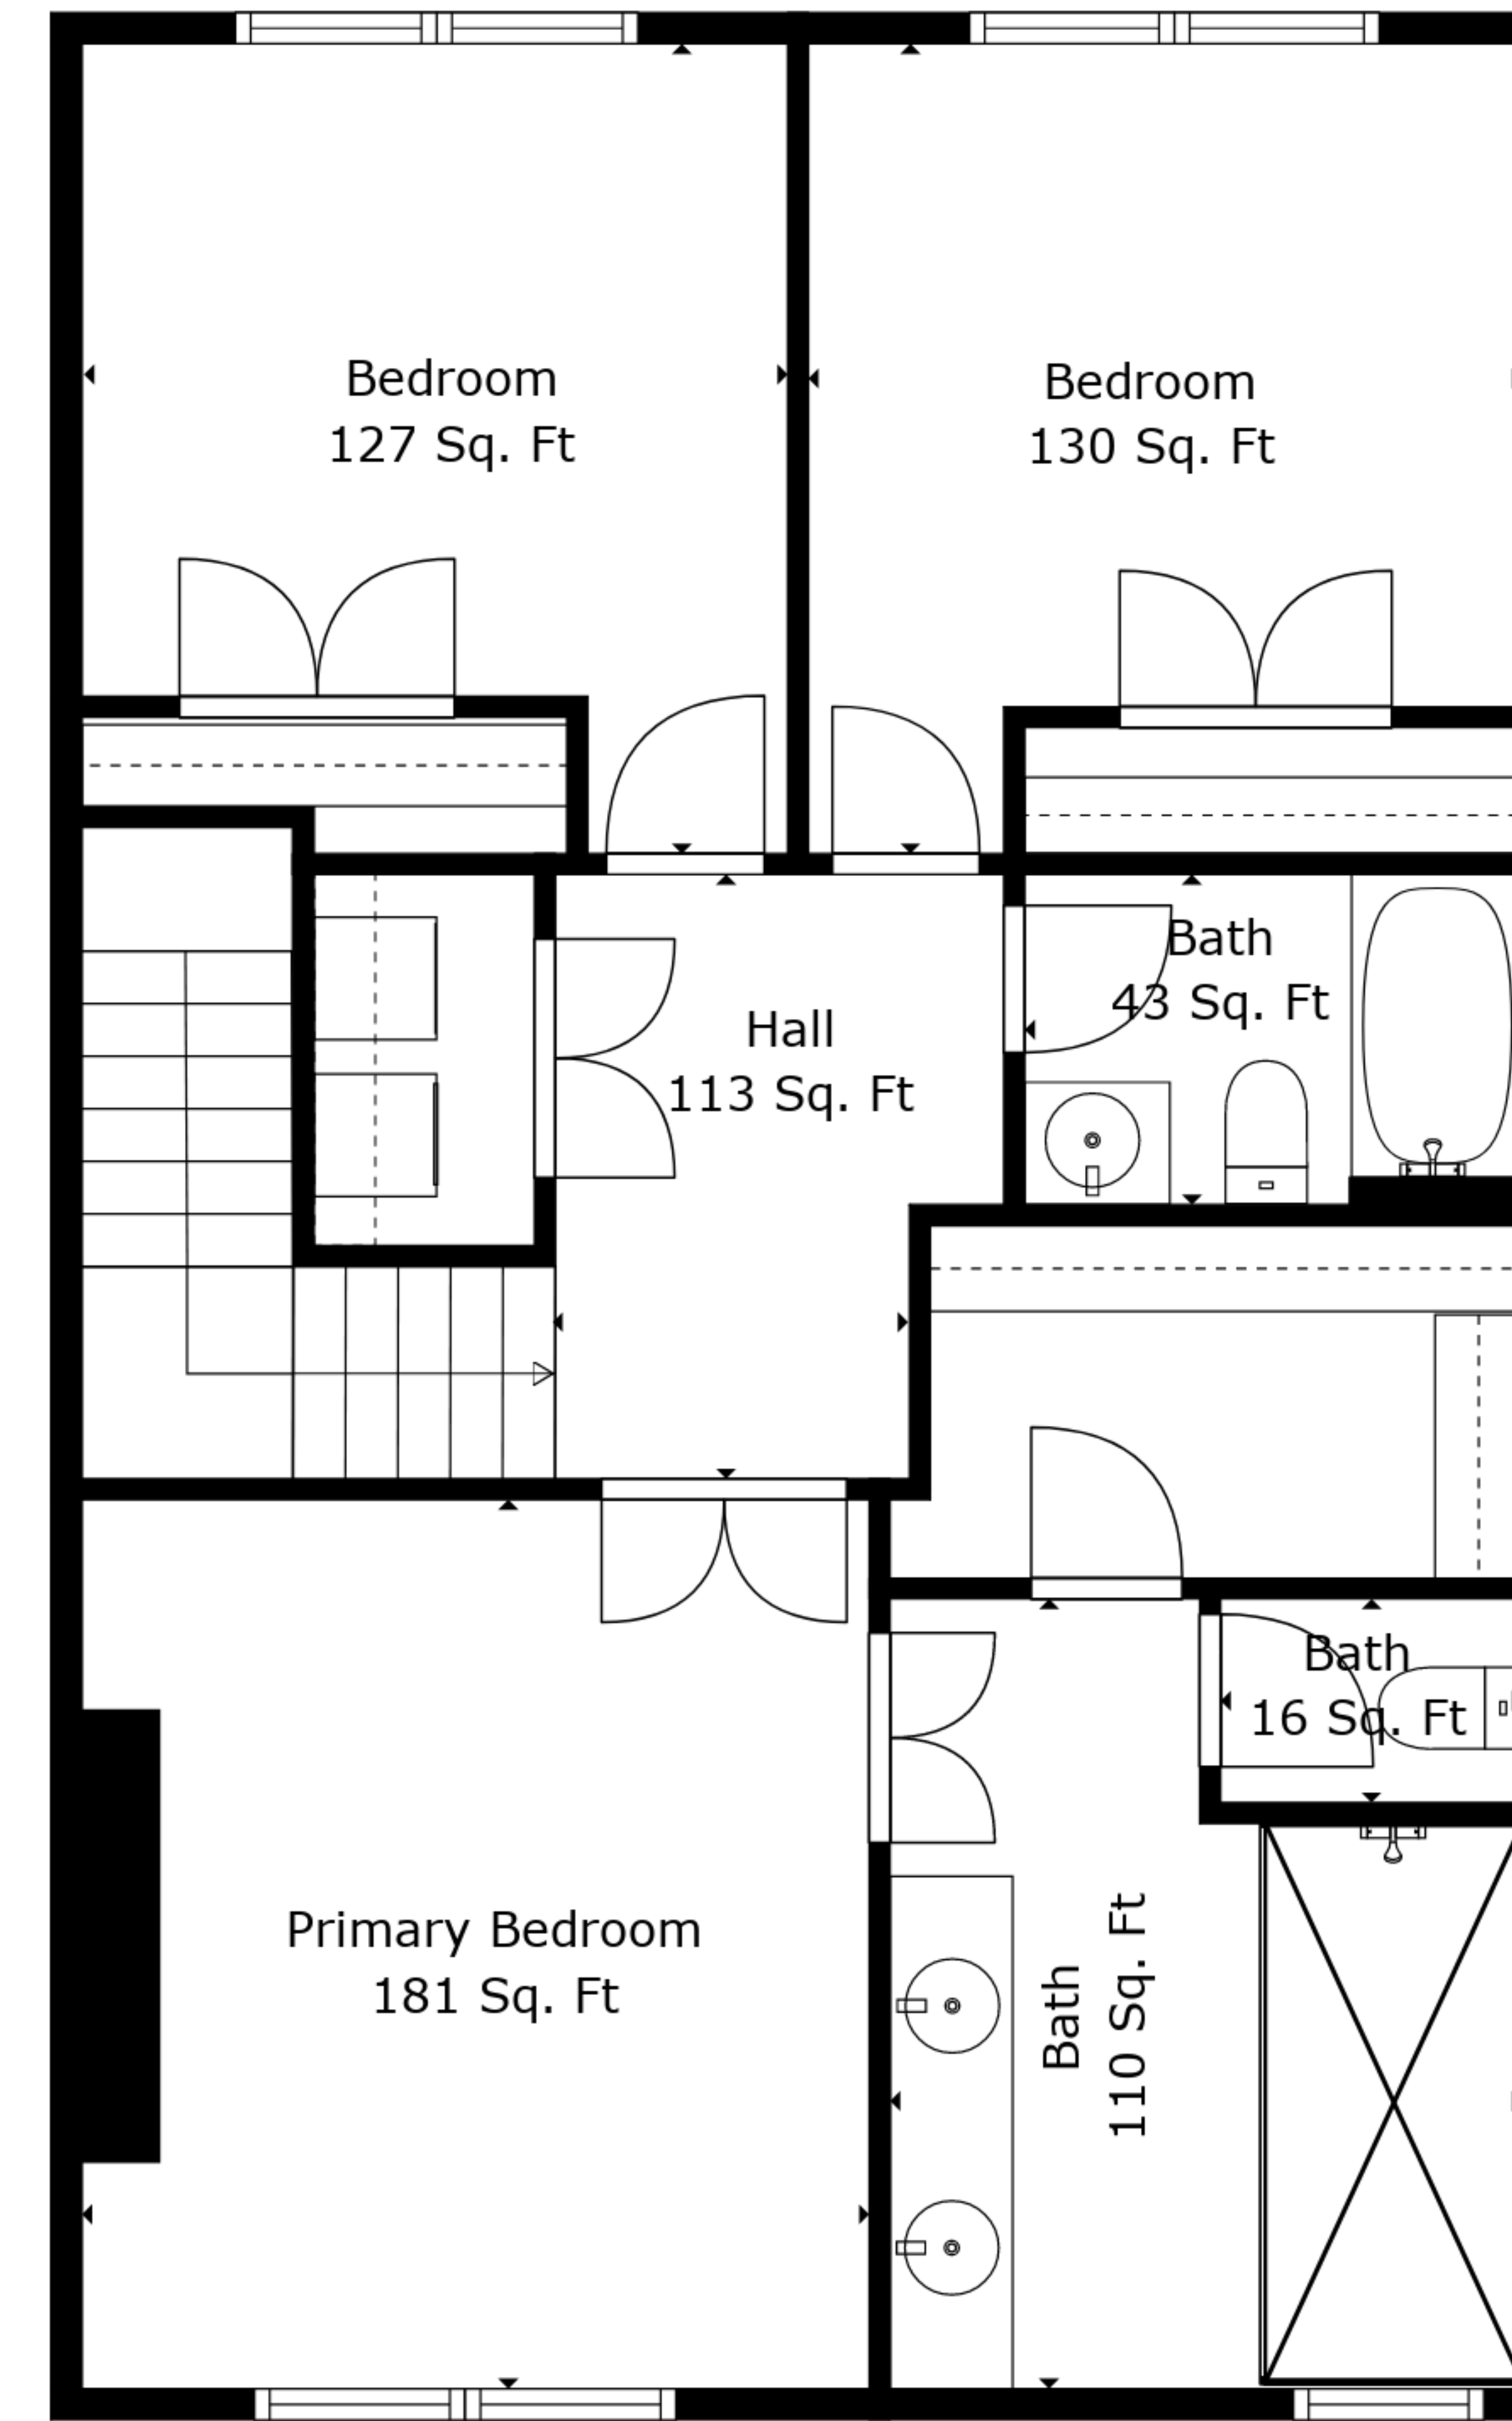 Bedroom
127 Sq. Ft
Bedroom
130 Sq. Ft
Bath
43 Sq. Ft
Hall
113 Sq. Ft
Bath
16 Sq. Ft
Primary Bedroom
181 Sq. Ft
Bath
110 Sq. Ft